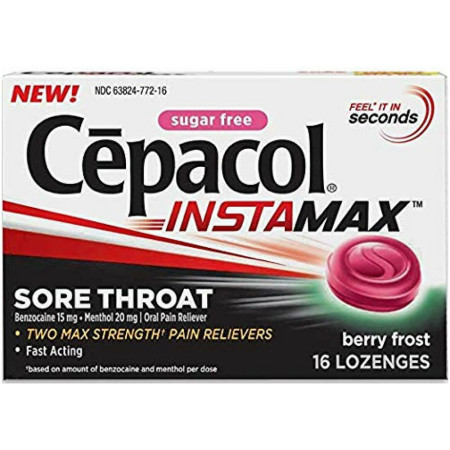 NEW!
NDC 63824-772-16
sugar free
FEEL* IT IN
seconds
Cēpacol®
INSTAMAX™
SORE THROAT
Benzocaine 15 mg • Menthol 20 mg | Oral Pain Reliever
• TWO MAX STRENGTH† PAIN RELIEVERS
• Fast Acting
†based on amount of benzocaine and menthol per dose
berry frost
16 LOZENGES